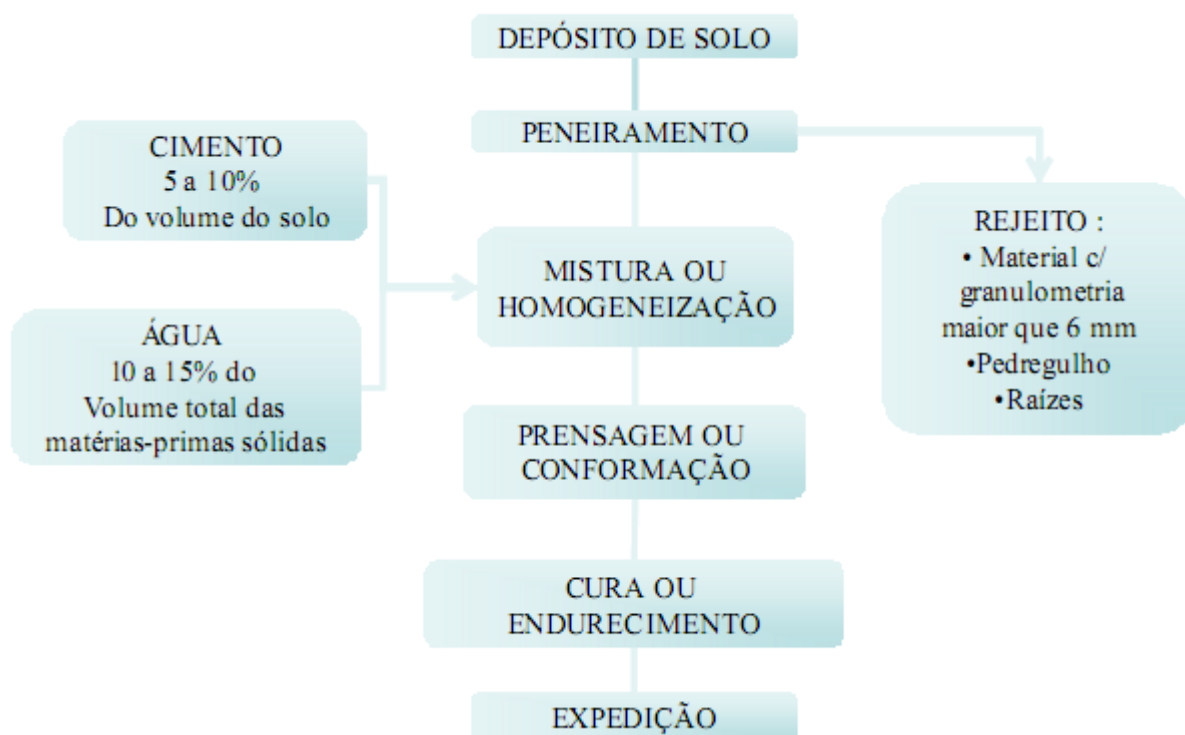 DEPÓSITO DE SOLO
PENEIRAMENTO
CIMENTO
5 a 10%
Do volume do solo
ÁGUA
10 a 15% do
Volume total das
matérias-primas sólidas
MISTURA OU
HOMOGENEIZAÇÃO
REJEITO :
• Material c/
granulometria
maior que 6 mm
•Pedregulho
•Raízes
PRENSAGEM OU
CONFORMAÇÃO
CURA OU
ENDURECIMENTO
EXPEDIÇÃO